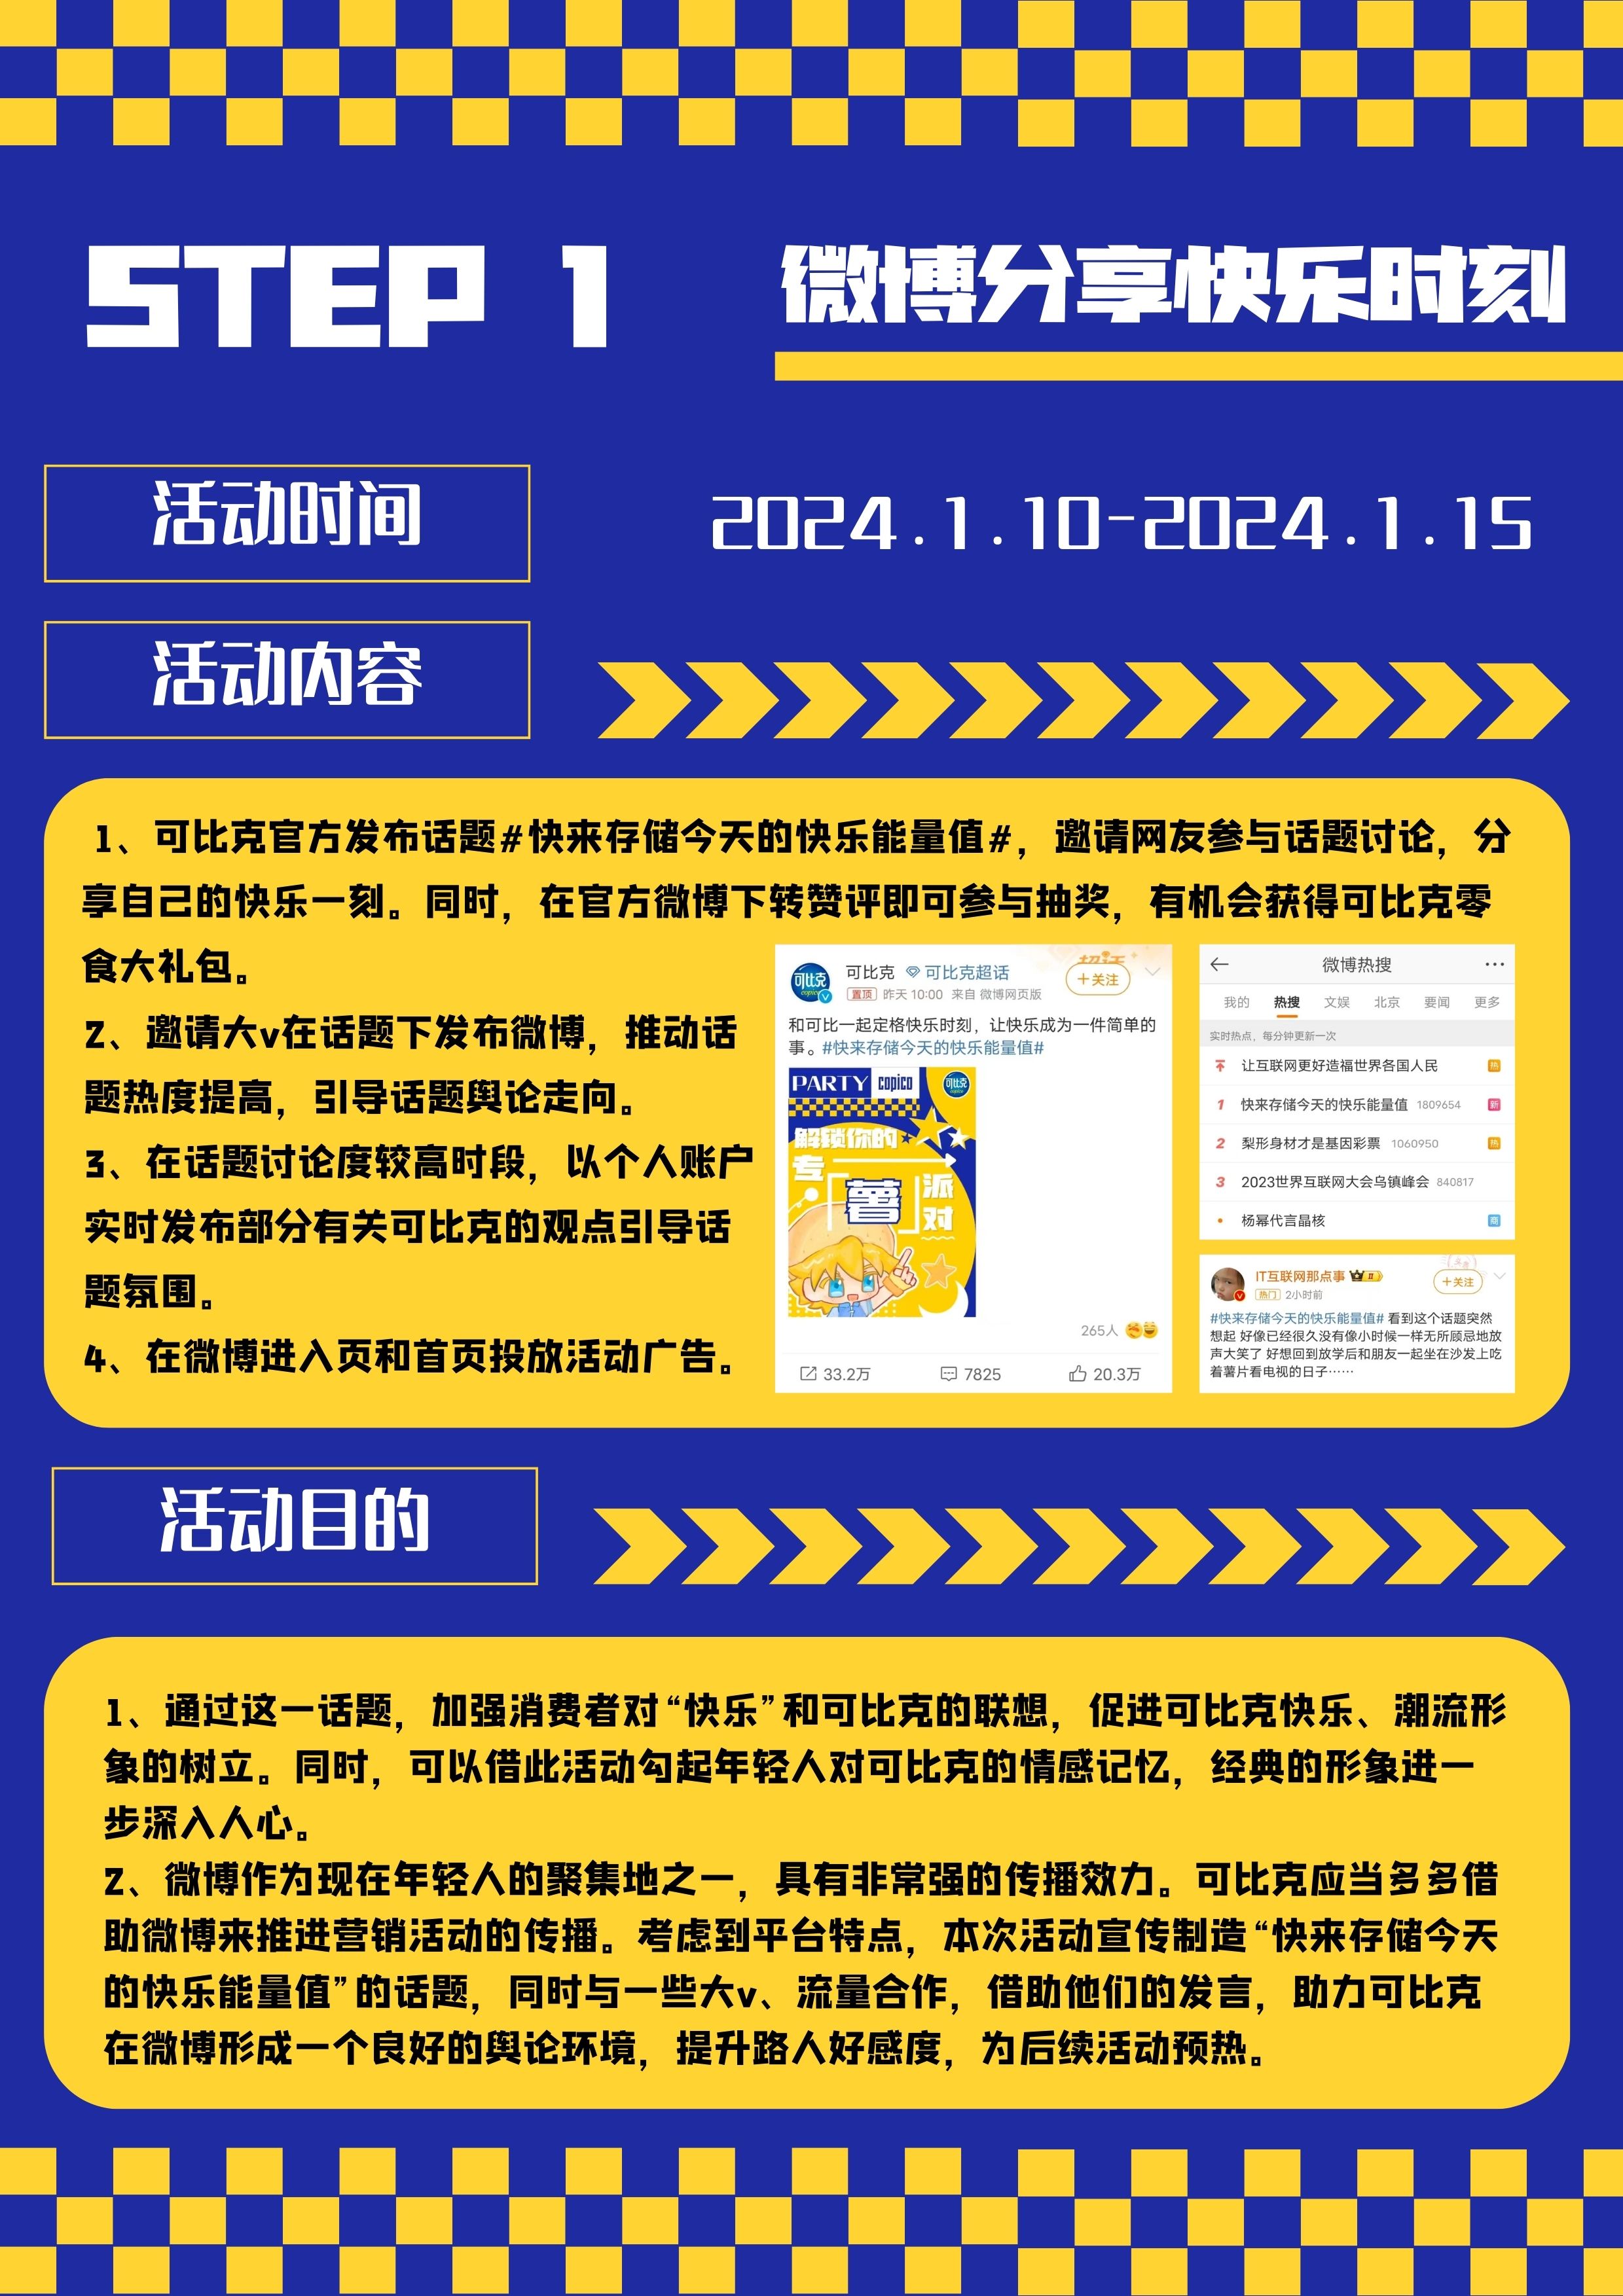 STEP 1
微博分享快乐时刻
活动时间
2024.1.10-2024.1.15
活动内容
1、可比克官方发布话题#快来存储今天的快乐能量值#，邀请网友参与话题讨论，分
享自己的快乐一刻。同时，在官方微博下转赞评即可参与抽奖，有机会获得可比克零
食大礼包。
2、邀请大v在话题下发布微博，推动话
题热度提高，引导话题舆论走向。
3、在话题讨论度较高时段，以个人账户
实时发布部分有关可比克的观点引导话
题氛围。
4、在微博进入页和首页投放活动广告。
可比克
copico
可比克 可比克超话
超话
+关注
置顶 昨天 10:00 来自 微博网页版
和可比一起定格快乐时刻，让快乐成为一件简单的
事。#快来存储今天的快乐能量值#
PARTY copico 可比克
解锁你的
专
薯
派
对
265人
33.2万 7825 20.3万
微博热搜
我的 热搜 文娱 北京 要闻 更多
实时热点，每分钟更新一次
让互联网更好造福世界各国人民 热
1 快来存储今天的快乐能量值 1809654 新
2 梨形身材才是基因彩票 1060950 热
3 2023世界互联网大会乌镇峰会 840817
杨幂代言晶核 商
IT互联网那点事 II
+关注
热门 2小时前
#快来存储今天的快乐能量值# 看到这个话题突然
想起 好像已经很久没有像小时候一样无所顾忌地放
声大笑了 好想回到放学后和朋友一起坐在沙发上吃
着薯片看电视的日子……
活动目的
1、通过这一话题，加强消费者对“快乐”和可比克的联想，促进可比克快乐、潮流形
象的树立。同时，可以借此活动勾起年轻人对可比克的情感记忆，经典的形象进一
步深入人心。
2、微博作为现在年轻人的聚集地之一，具有非常强的传播效力。可比克应当多多借
助微博来推进营销活动的传播。考虑到平台特点，本次活动宣传制造“快来存储今天
的快乐能量值”的话题，同时与一些大v、流量合作，借助他们的发言，助力可比克
在微博形成一个良好的舆论环境，提升路人好感度，为后续活动预热。